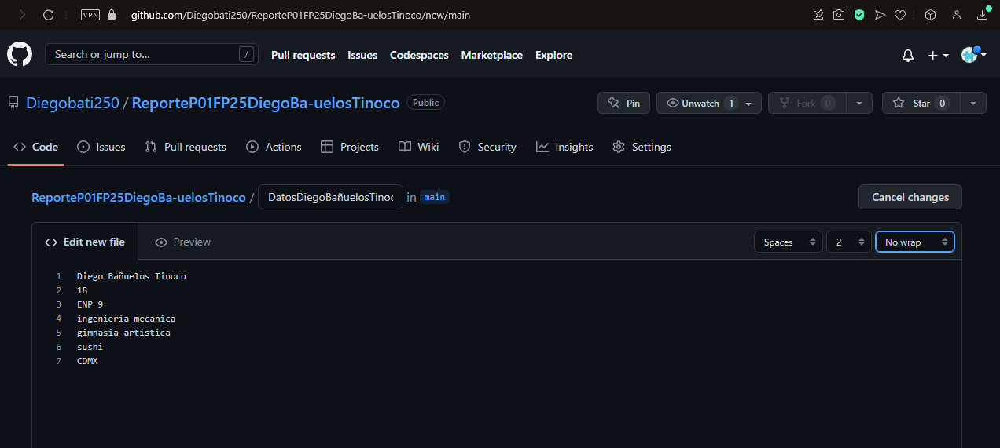 VPN github.com/Diegobati250/ReporteP01FP25DiegoBa-uelosTinoco/new/main
Search or jump to... / Pull requests Issues Codespaces Marketplace Explore
Diegobati250 / ReporteP01FP25DiegoBa-uelosTinoco Public Pin Unwatch 1 Fork 0 Star 0
Code Issues Pull requests Actions Projects Wiki Security Insights Settings
ReporteP01FP25DiegoBa-uelosTinoco / DatosDiegoBañuelosTinoc in main Cancel changes
Edit new file Preview Spaces 2 No wrap
1 Diego Bañuelos Tinoco
2 18
3 ENP 9
4 ingenieria mecanica
5 gimnasia artistica
6 sushi
7 CDMX